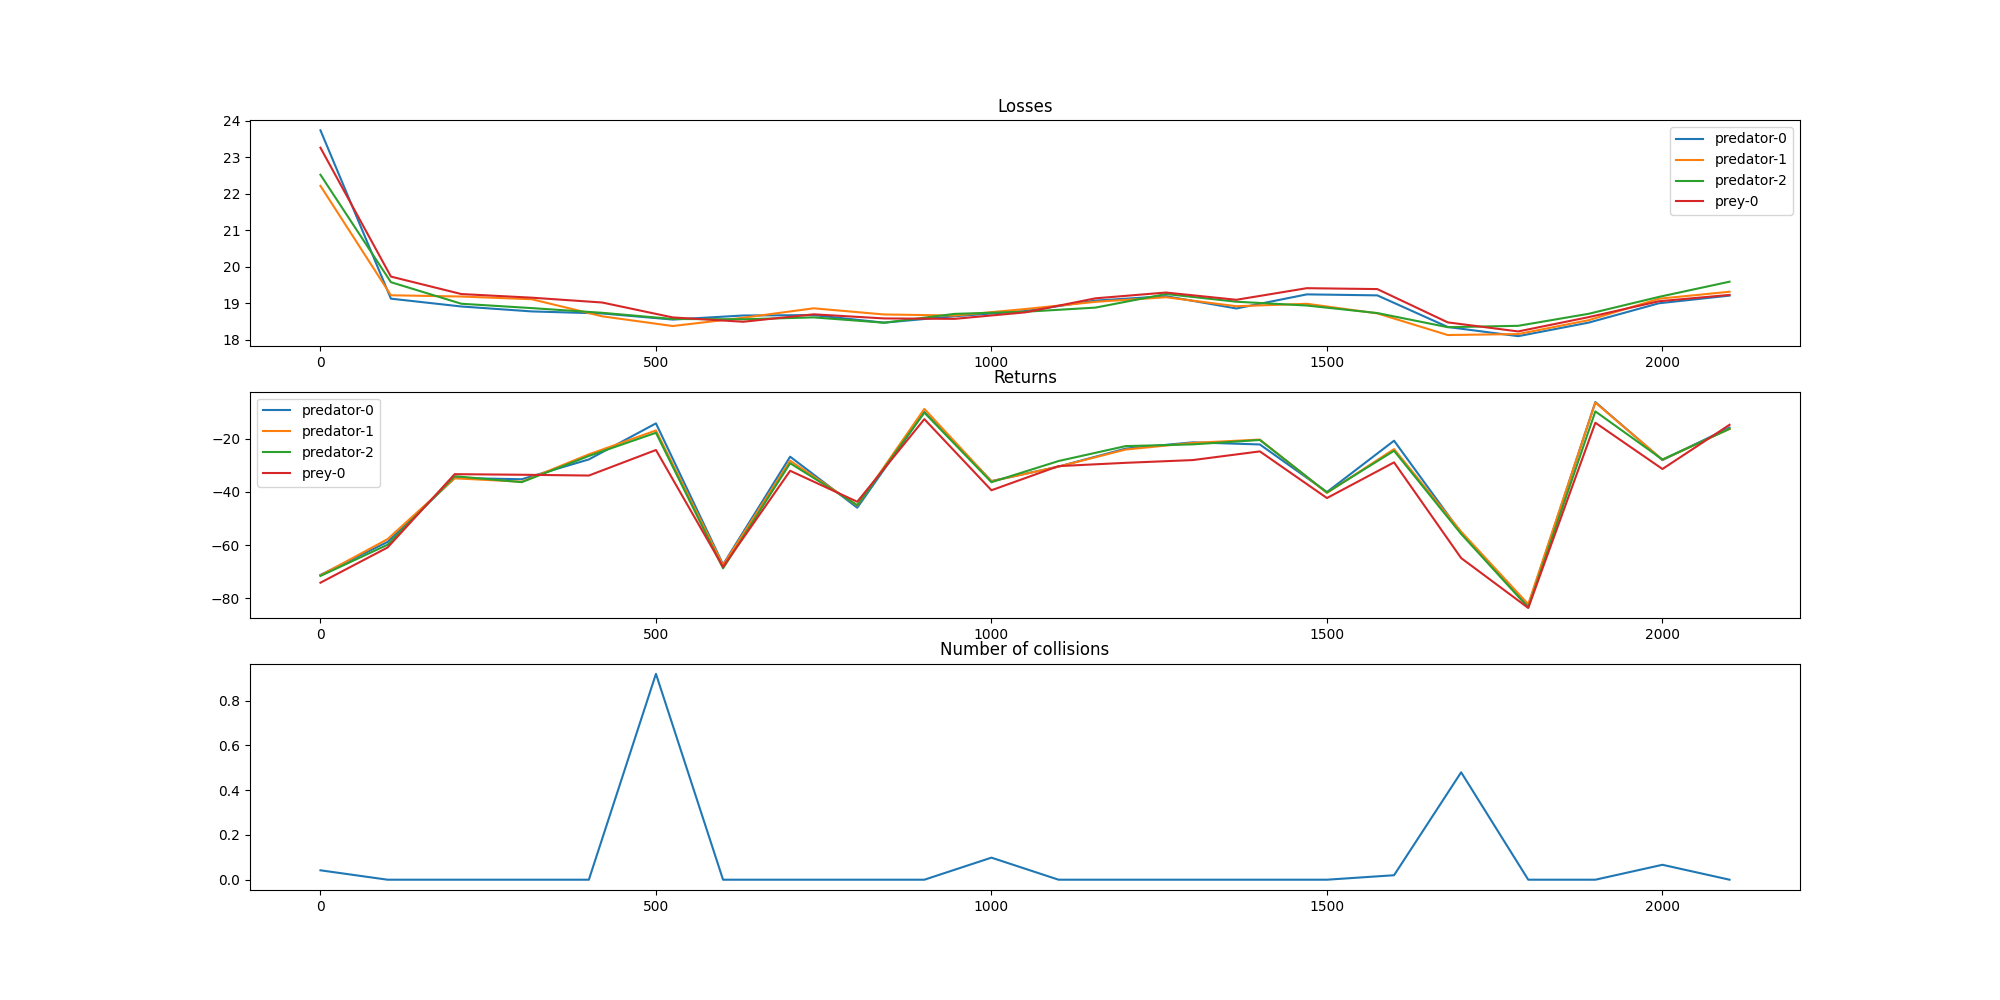 Losses
24
23
22
21
20
19
18
predator-0
predator-1
predator-2
prey-0
0 500 1000 1500 2000
Returns
−20
−40
−60
−80
predator-0
predator-1
predator-2
prey-0
0 500 1000 1500 2000
Number of collisions
0.8
0.6
0.4
0.2
0.0
0 500 1000 1500 2000